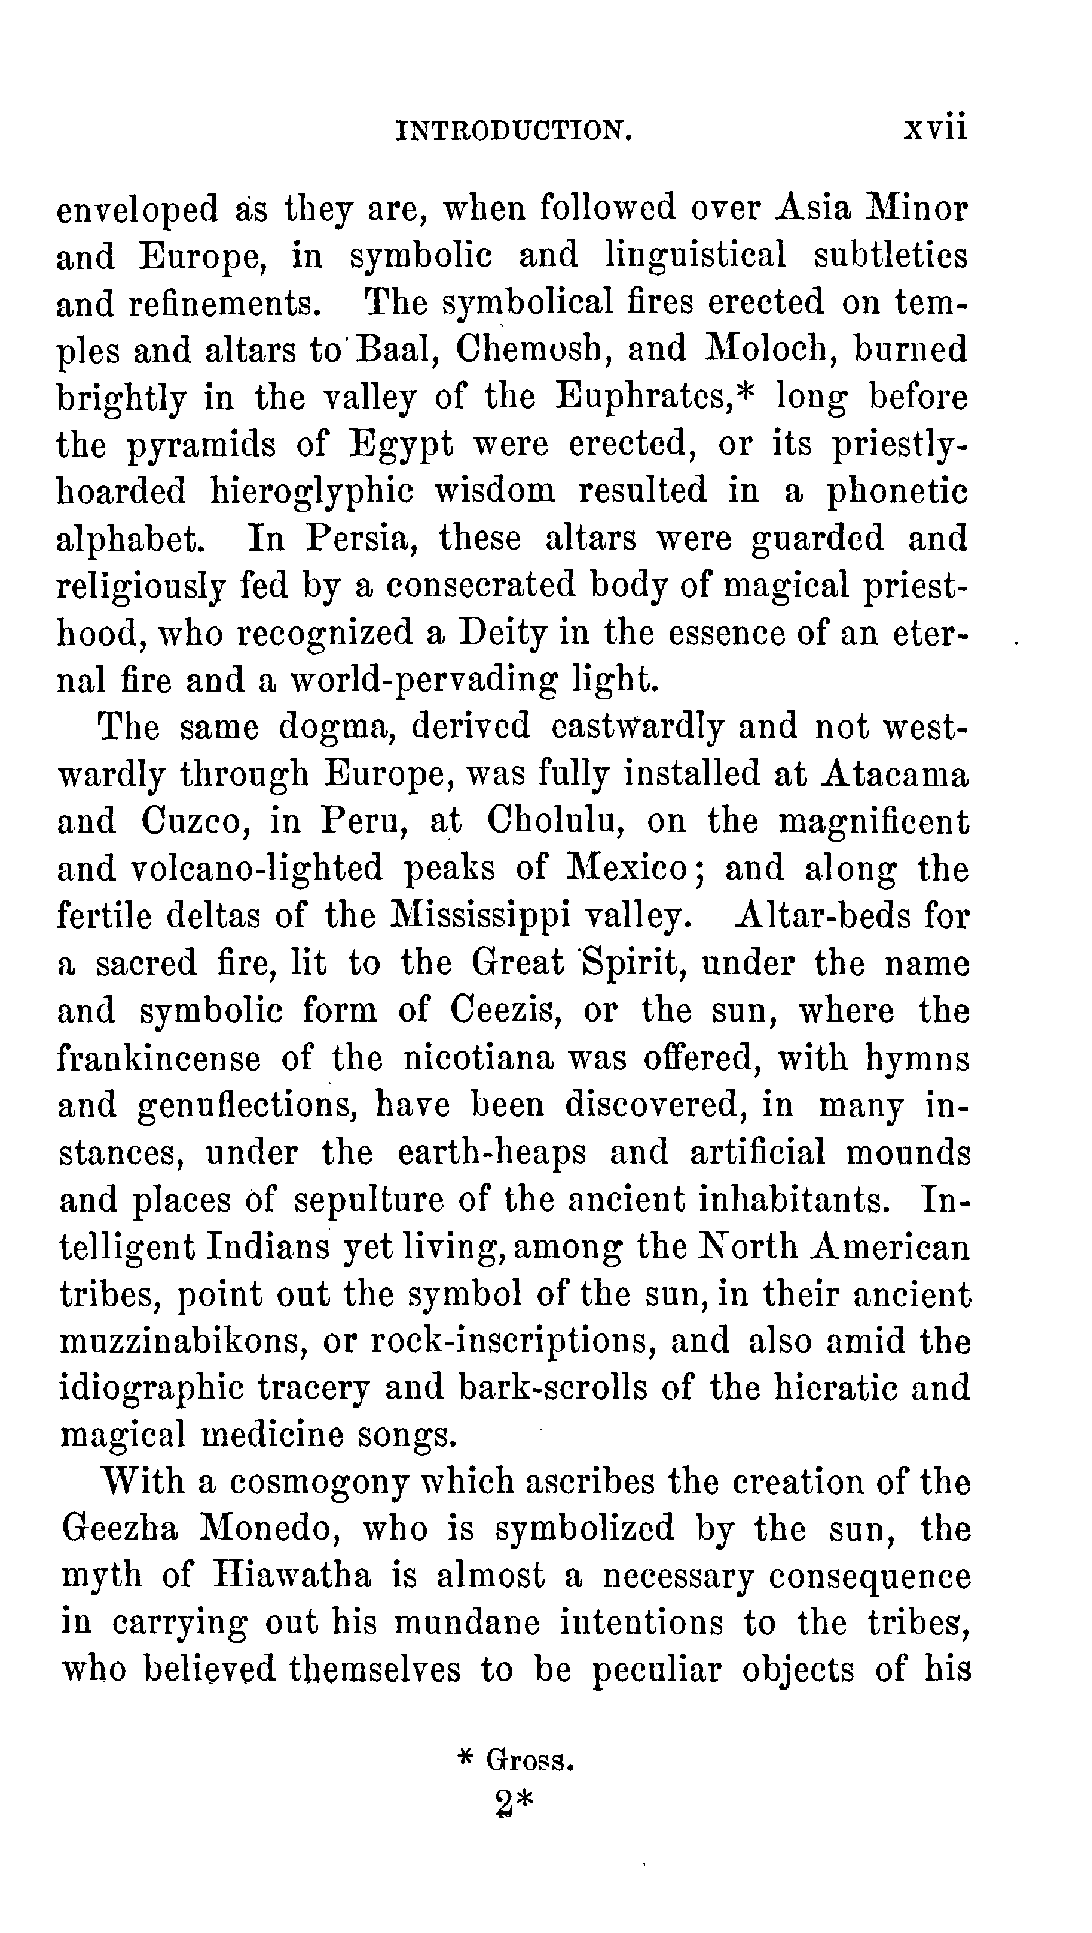 INTRODUCTION. xvii
enveloped as they are, when followed over Asia Minor
and Europe, in symbolic and linguistical subtleties
and refinements. The symbolical fires erected on tem-
ples and altars to Baal, Chemosh, and Moloch, burned
brightly in the valley of the Euphrates,* long before
the pyramids of Egypt were erected, or its priestly-
hoarded hieroglyphic wisdom resulted in a phonetic
alphabet. In Persia, these altars were guarded and
religiously fed by a consecrated body of magical priest-
hood, who recognized a Deity in the essence of an eter-
nal fire and a world-pervading light.
The same dogma, derived eastwardly and not west-
wardly through Europe, was fully installed at Atacama
and Cuzco, in Peru, at Cholulu, on the magnificent
and volcano-lighted peaks of Mexico; and along the
fertile deltas of the Mississippi valley. Altar-beds for
a sacred fire, lit to the Great Spirit, under the name
and symbolic form of Ceezis, or the sun, where the
frankincense of the nicotiana was offered, with hymns
and genuflections, have been discovered, in many in-
stances, under the earth-heaps and artificial mounds
and places of sepulture of the ancient inhabitants. In-
telligent Indians yet living, among the North American
tribes, point out the symbol of the sun, in their ancient
muzzinabikons, or rock-inscriptions, and also amid the
idiographic tracery and bark-scrolls of the hieratic and
magical medicine songs.
With a cosmogony which ascribes the creation of the
Geezha Monedo, who is symbolized by the sun, the
myth of Hiawatha is almost a necessary consequence
in carrying out his mundane intentions to the tribes,
who believed themselves to be peculiar objects of his
* Gross.
2*